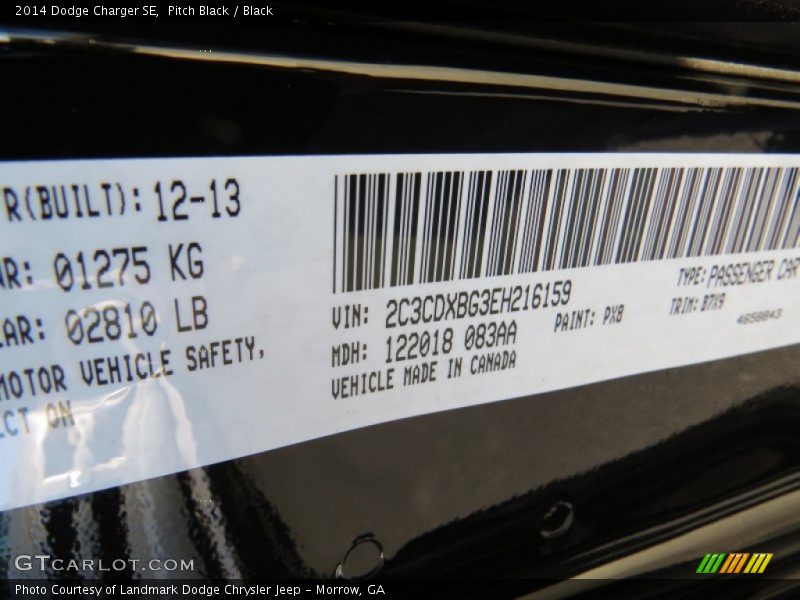 2014 Dodge Charger SE, Pitch Black / Black
R(BUILT): 12-13
AR: 01275 KG
AR: 02810 LB
MOTOR VEHICLE SAFETY,
ECT ON
VIN: 2C3CDXBG3EH216159
MDH: 122018 083AA
VEHICLE MADE IN CANADA
PAINT: PX8
TYPE: PASSENGER CAR
TRIM: B7X9
4658843
GTCARLOT.COM
Photo Courtesy of Landmark Dodge Chrysler Jeep - Morrow, GA